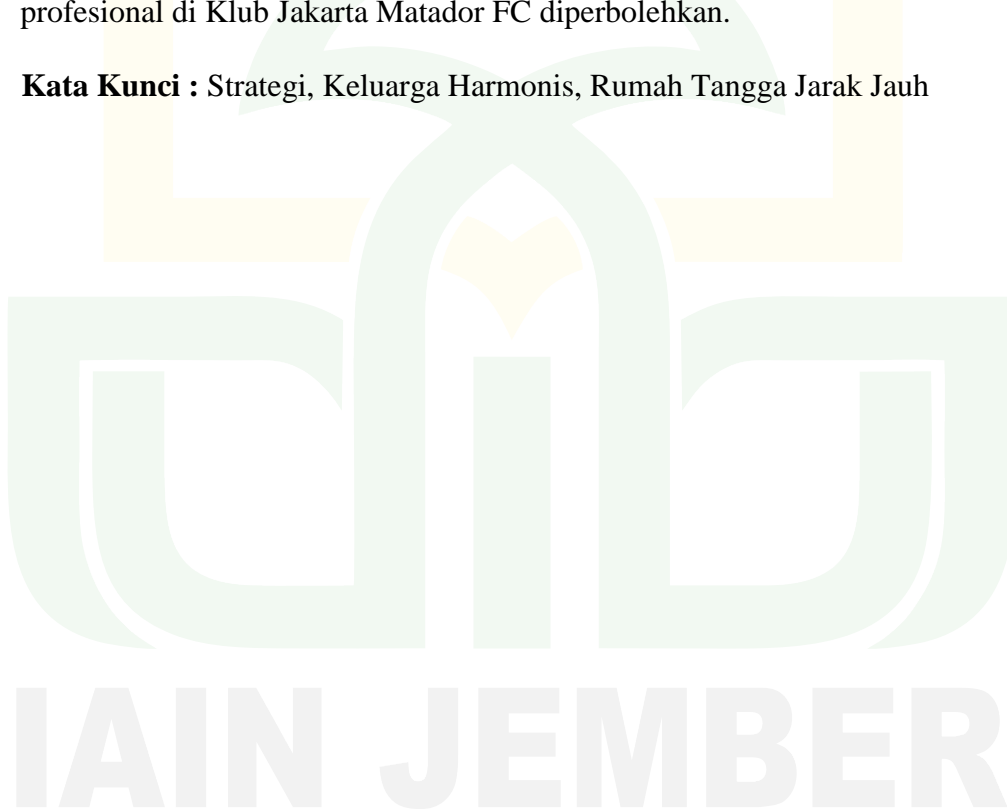 profesional di Klub Jakarta Matador FC diperbolehkan.
Kata Kunci : Strategi, Keluarga Harmonis, Rumah Tangga Jarak Jauh
IAIN JEMBER